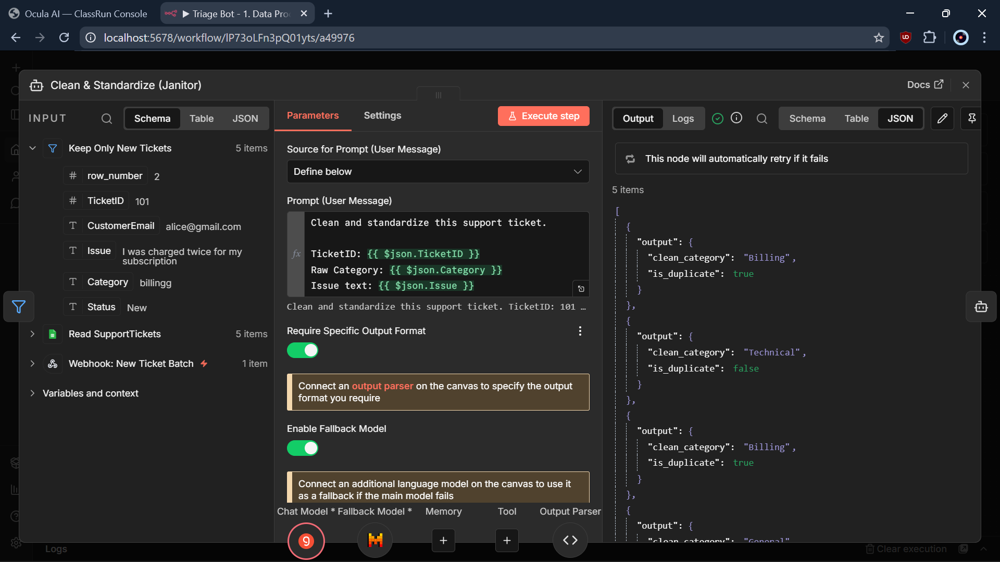 Ocula AI — ClassRun Console
▶ Triage Bot - 1. Data Pro
localhost:5678/workflow/lP73oLFn3pQ01yts/a49976
Clean & Standardize (Janitor)
Docs
INPUT
Schema
Table
JSON
Keep Only New Tickets
5 items
# row_number 2
# TicketID 101
T CustomerEmail alice@gmail.com
T Issue I was charged twice for my
subscription
T Category billingg
T Status New
Read SupportTickets
5 items
Webhook: New Ticket Batch
1 item
Variables and context
Parameters
Settings
Execute step
Source for Prompt (User Message)
Define below
Prompt (User Message)
fx
Clean and standardize this support ticket.
TicketID: {{ $json.TicketID }}
Raw Category: {{ $json.Category }}
Issue text: {{ $json.Issue }}
Clean and standardize this support ticket. TicketID: 101 …
Require Specific Output Format
Connect an output parser on the canvas to specify the output
format you require
Enable Fallback Model
Connect an additional language model on the canvas to use it
as a fallback if the main model fails
Chat Model *
Fallback Model *
Memory
Tool
Output Parser
Output
Logs
Schema
Table
JSON
This node will automatically retry if it fails
5 items
[
{
"output": {
"clean_category": "Billing",
"is_duplicate": true
}
},
{
"output": {
"clean_category": "Technical",
"is_duplicate": false
}
},
{
"output": {
"clean_category": "Billing",
"is_duplicate": true
}
},
{
"output": {
"clean_category": "General"
Logs
Clear execution